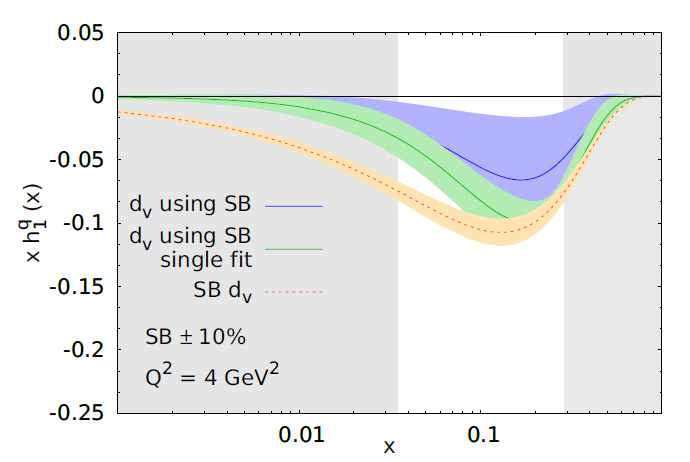 0.05
0
-0.05
-0.1
-0.15
-0.2
-0.25
x h₁^q (x)
d_v using SB
d_v using SB
single fit
SB d_v
SB ± 10%
Q² = 4 GeV²
0.01
0.1
x